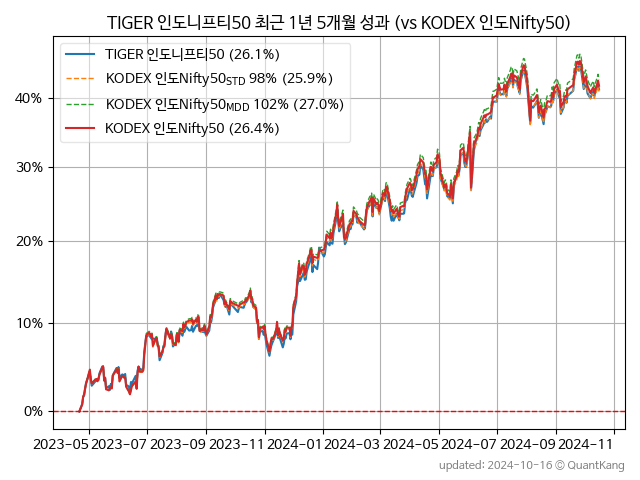 TIGER 인도니프티50 최근 1년 5개월 성과 (vs KODEX 인도Nifty50)
TIGER 인도니프티50 (26.1%)
KODEX 인도Nifty50STD 98% (25.9%)
KODEX 인도Nifty50MDD 102% (27.0%)
KODEX 인도Nifty50 (26.4%)
40%
30%
20%
10%
0%
2023-05 2023-07 2023-09 2023-11 2024-01 2024-03 2024-05 2024-07 2024-09 2024-11
updated: 2024-10-16 © QuantKang